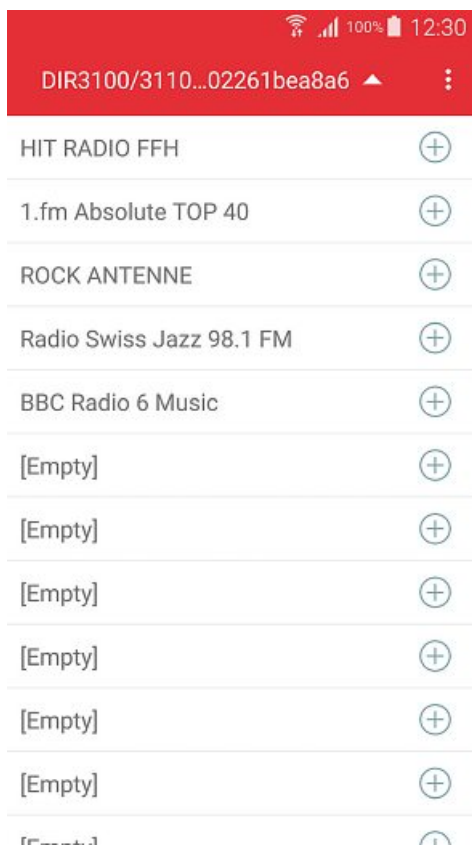 100% 12:30
DIR3100/3110...02261bea8a6
HIT RADIO FFH
1.fm Absolute TOP 40
ROCK ANTENNE
Radio Swiss Jazz 98.1 FM
BBC Radio 6 Music
[Empty]
[Empty]
[Empty]
[Empty]
[Empty]
[Empty]
[Empty]